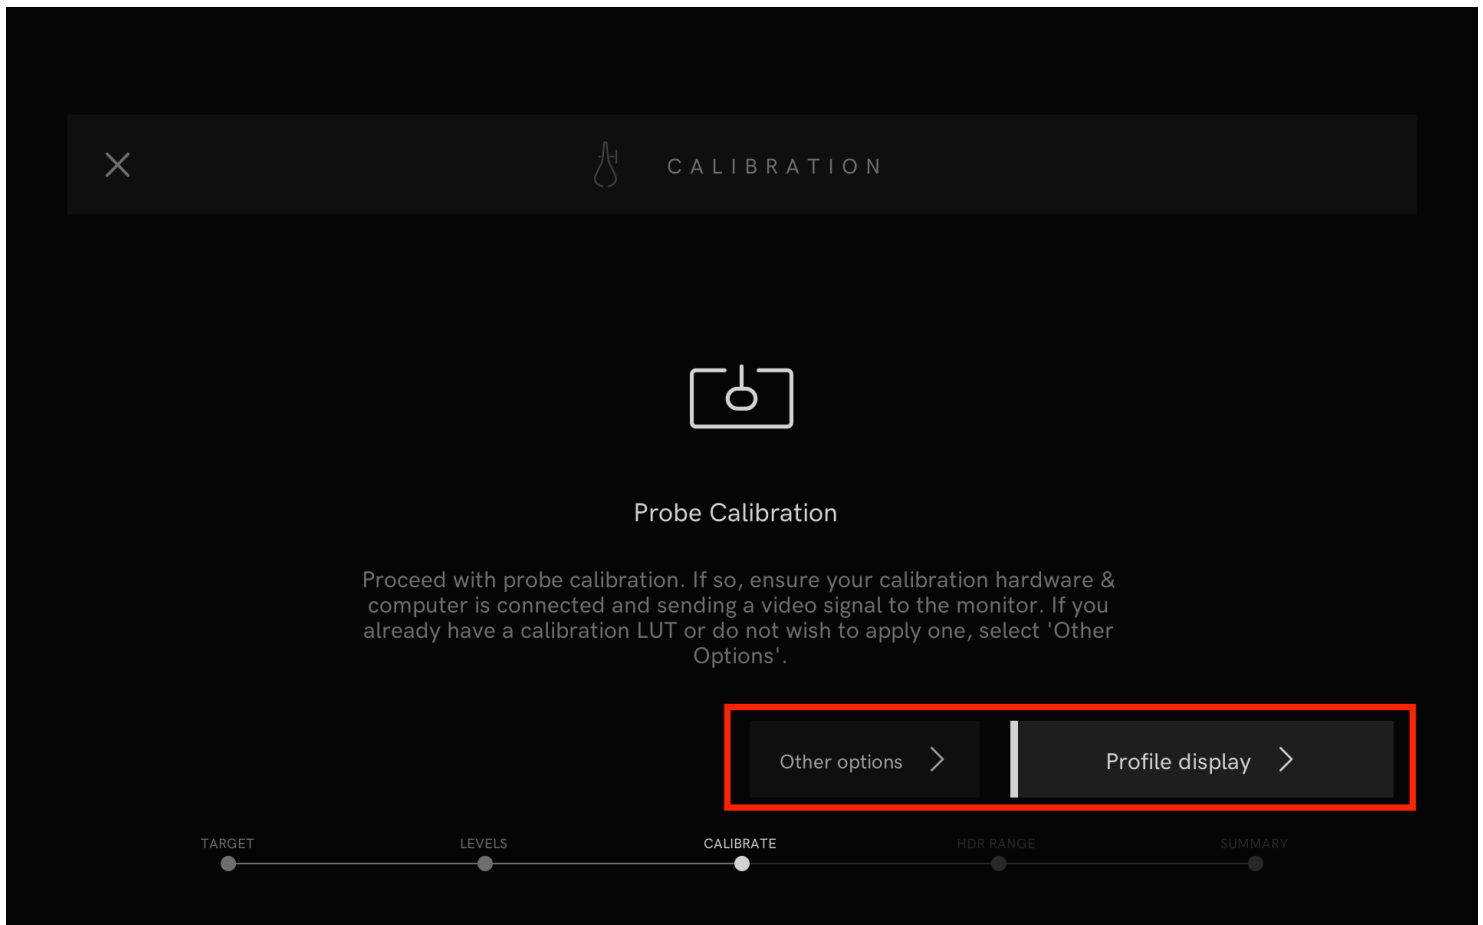 CALIBRATION
Probe Calibration
Proceed with probe calibration. If so, ensure your calibration hardware &
computer is connected and sending a video signal to the monitor. If you
already have a calibration LUT or do not wish to apply one, select 'Other
Options'.
Other options
Profile display
TARGET
LEVELS
CALIBRATE
HDR RANGE
SUMMARY